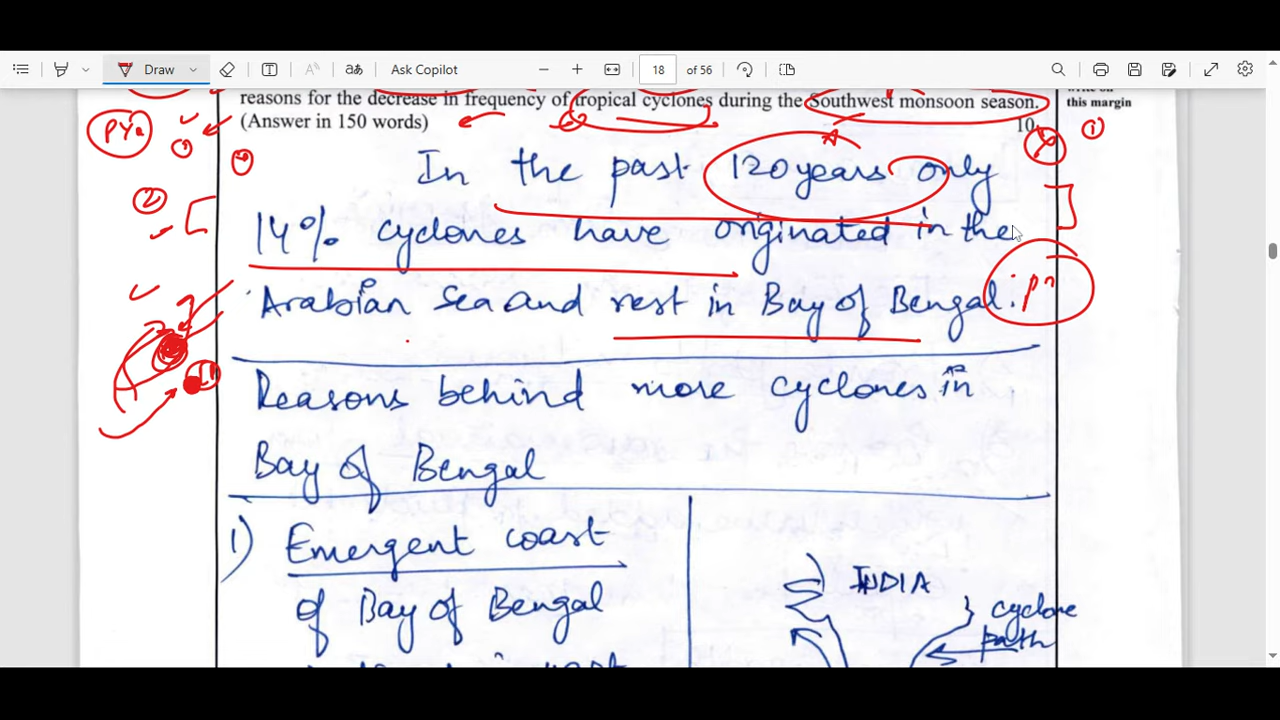 Draw
Ask Copilot
18 of 56
reasons for the decrease in frequency of tropical cyclones during the Southwest monsoon season.
this margin
(Answer in 150 words)
10
PYQ
In the past 120 years only
14% cyclones have originated in the
Arabian Sea and rest in Bay of Bengal.
Reasons behind more cyclones in
Bay of Bengal
1) Emergent coast
of Bay of Bengal
INDIA
cyclone
path